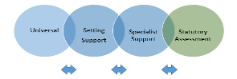 Universal
Setting
Support
Specialist
Support
Statutory
Assessment